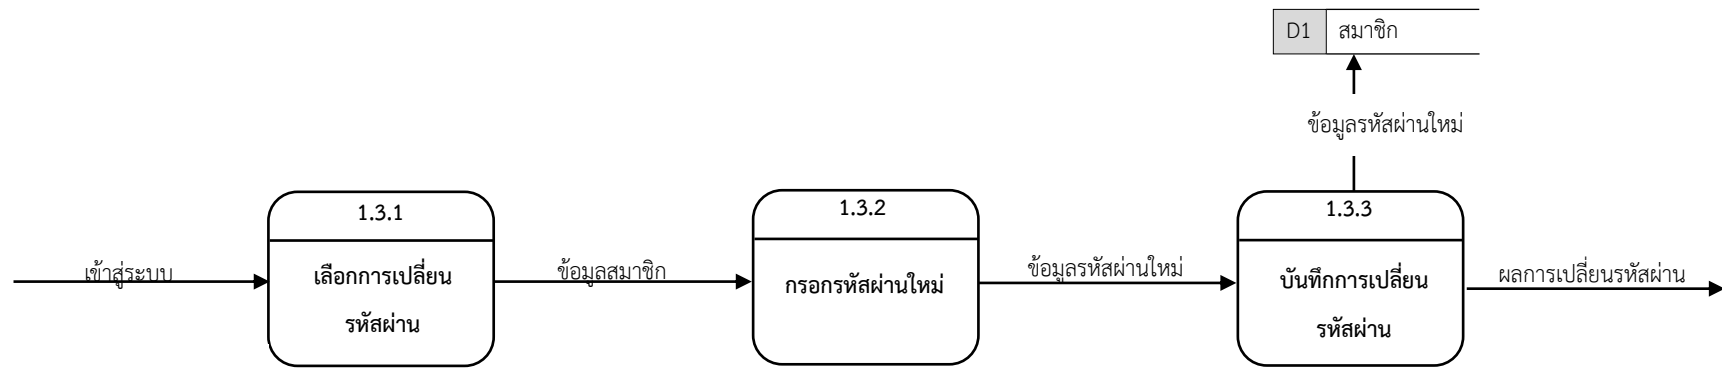 D1 สมาชิก
ข้อมูลรหัสผ่านใหม่
1.3.1
1.3.2
1.3.3
เข้าสู่ระบบ
เลือกการเปลี่ยน
รหัสผ่าน
ข้อมูลสมาชิก
กรอกรหัสผ่านใหม่
ข้อมูลรหัสผ่านใหม่
บันทึกการเปลี่ยน
รหัสผ่าน
ผลการเปลี่ยนรหัสผ่าน